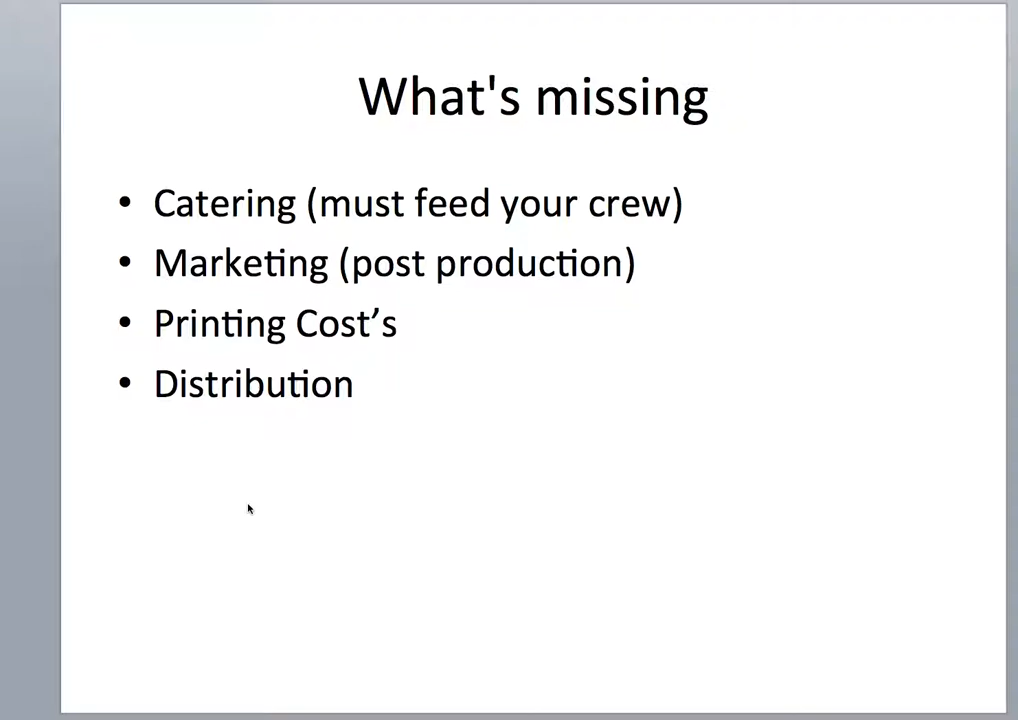 What's missing
• Catering (must feed your crew)
• Marketing (post production)
• Printing Cost’s
• Distribution